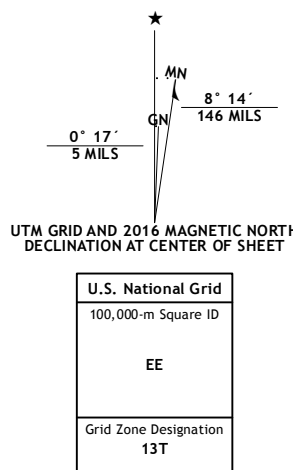 MN
GN
8° 14´
146 MILS
0° 17´
5 MILS
UTM GRID AND 2016 MAGNETIC NORTH
DECLINATION AT CENTER OF SHEET
U.S. National Grid
100,000-m Square ID
EE
Grid Zone Designation
13T